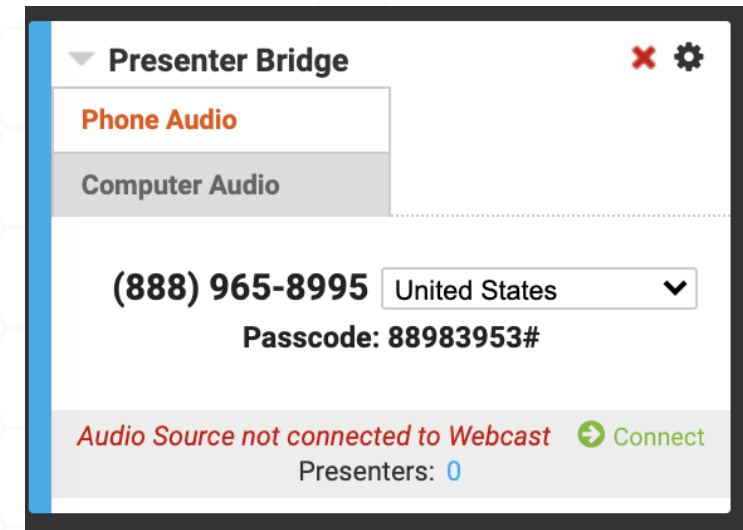 Presenter Bridge
Phone Audio
Computer Audio
(888) 965-8995 United States
Passcode: 88983953#
Audio Source not connected to Webcast Connect
Presenters: 0